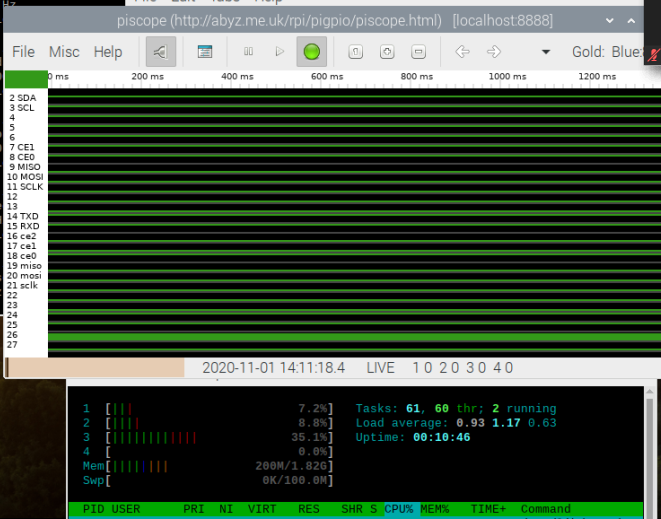 Hz
piscope (http://abyz.me.uk/rpi/pigpio/piscope.html) [localhost:8888]
File Misc Help Gold: Blue:
0 ms 200 ms 400 ms 600 ms 800 ms 1000 ms 1200 ms
2 SDA
3 SCL
4
5
6
7 CE1
8 CE0
9 MISO
10 MOSI
11 SCLK
12
13
14 TXD
15 RXD
16 ce2
17 ce1
18 ce0
19 miso
20 mosi
21 sclk
22
23
24
25
26
27
2020-11-01 14:11:18.4 LIVE 1 0 2 0 3 0 4 0
1 [||| 7.2%] Tasks: 61, 60 thr; 2 running
2 [|||| 8.8%] Load average: 0.93 1.17 0.63
3 [||||||||||||| 35.1%] Uptime: 00:10:46
4 [ 0.0%]
Mem[|||||||| 200M/1.82G]
Swp[ 0K/100.0M]
PID USER PRI NI VIRT RES SHR S CPU% MEM% TIME+ Command